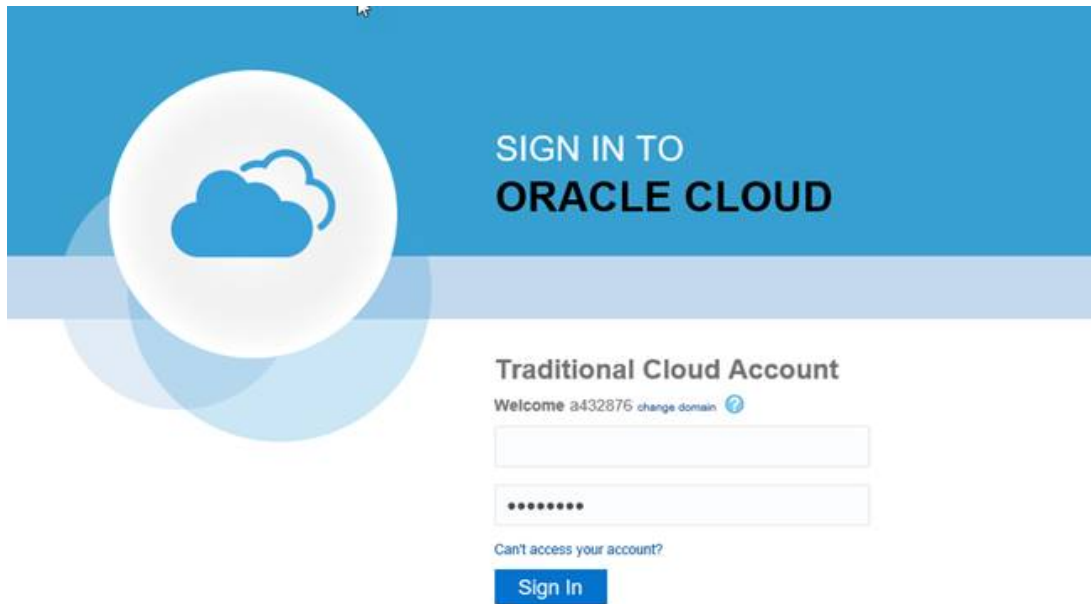 SIGN IN TO
ORACLE CLOUD
Traditional Cloud Account
Welcome a432876 change domain ?
••••••••
Can't access your account?
Sign In